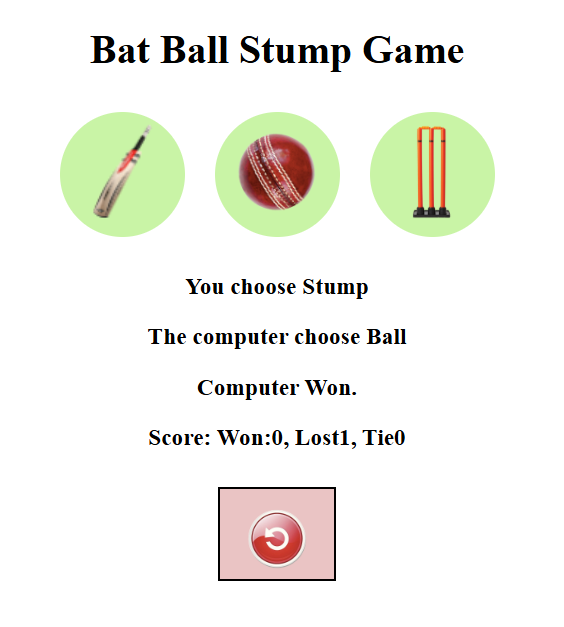 Bat Ball Stump Game
You choose Stump
The computer choose Ball
Computer Won.
Score: Won:0, Lost1, Tie0